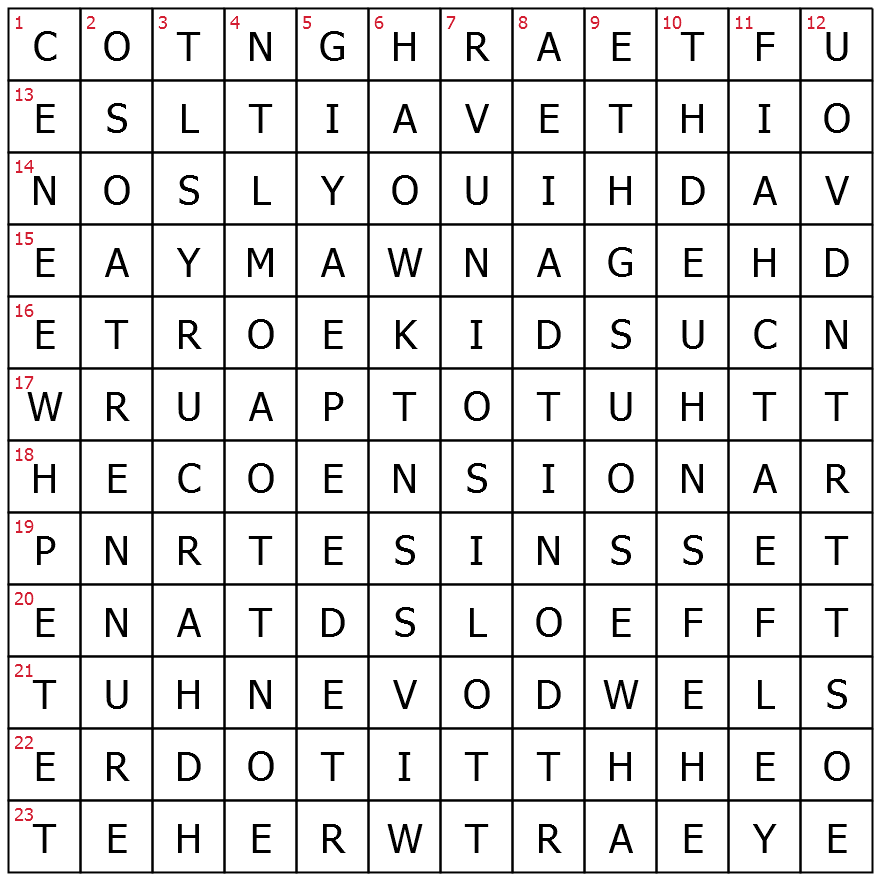 1 2 3 4 5 6 7 8 9 10 11 12
C O T N G H R A E T F U
13 E S L T I A V E T H I O
14 N O S L Y O U I H D A V
15 E A Y M A W N A G E H D
16 E T R O E K I D S U C N
17 W R U A P T O T U H T T
18 H E C O E N S I O N A R
19 P N R T E S I N S S E T
20 E N A T D S L O E F F T
21 T U H N E V O D W E L S
22 E R D O T I T T H H E O
23 T E H E R W T R A E Y E